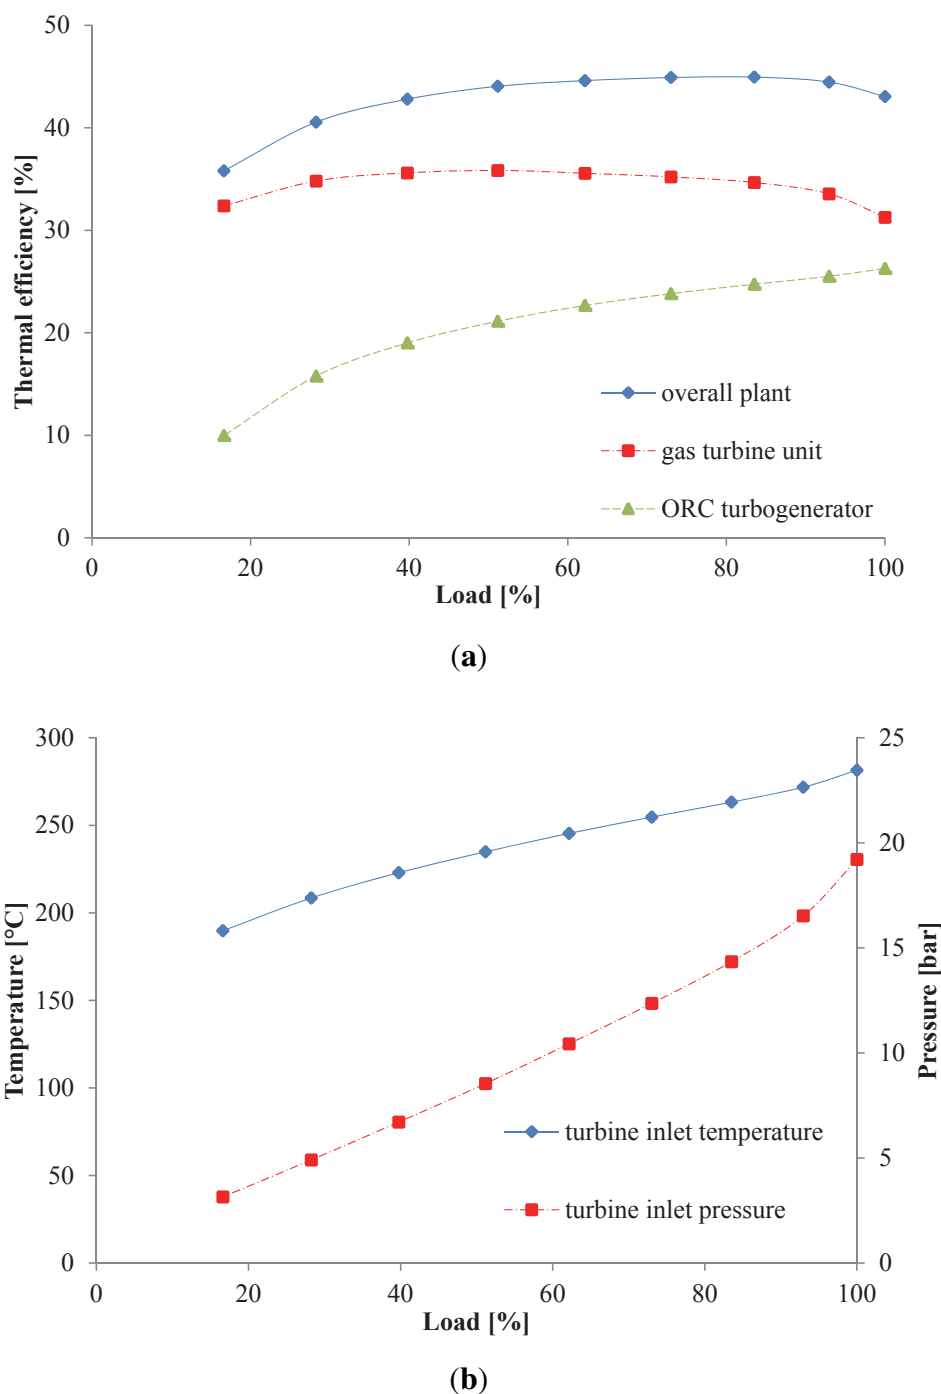 50
40
30
20
10
0
Thermal efficiency [%]
overall plant
gas turbine unit
ORC turbogenerator
0 20 40 60 80 100
Load [%]
(a)
300
250
200
150
100
50
0
Temperature [°C]
25
20
15
10
5
0
Pressure [bar]
turbine inlet temperature
turbine inlet pressure
0 20 40 60 80 100
Load [%]
(b)